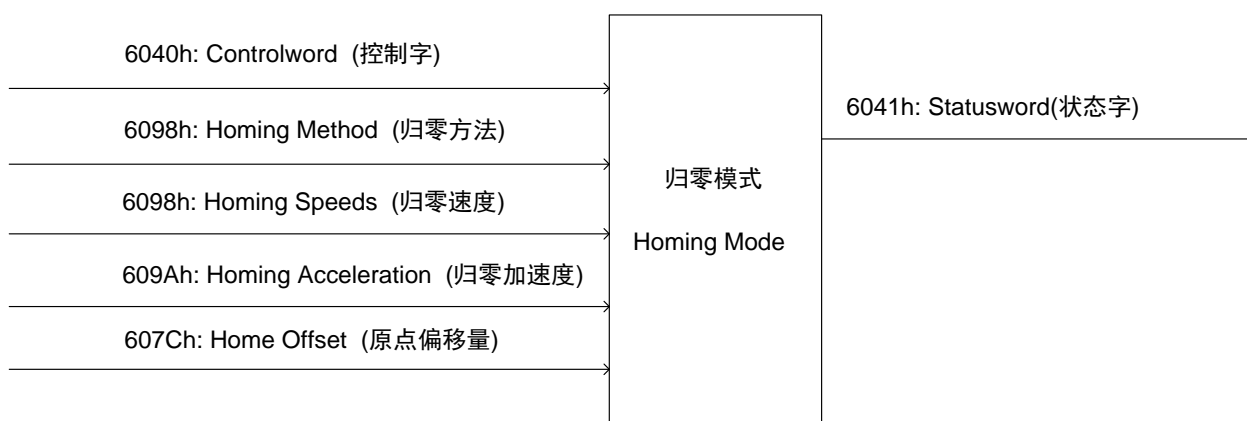 6040h: Controlword (控制字)
6098h: Homing Method (归零方法)
6098h: Homing Speeds (归零速度)
609Ah: Homing Acceleration (归零加速度)
607Ch: Home Offset (原点偏移量)
归零模式
Homing Mode
6041h: Statusword(状态字)